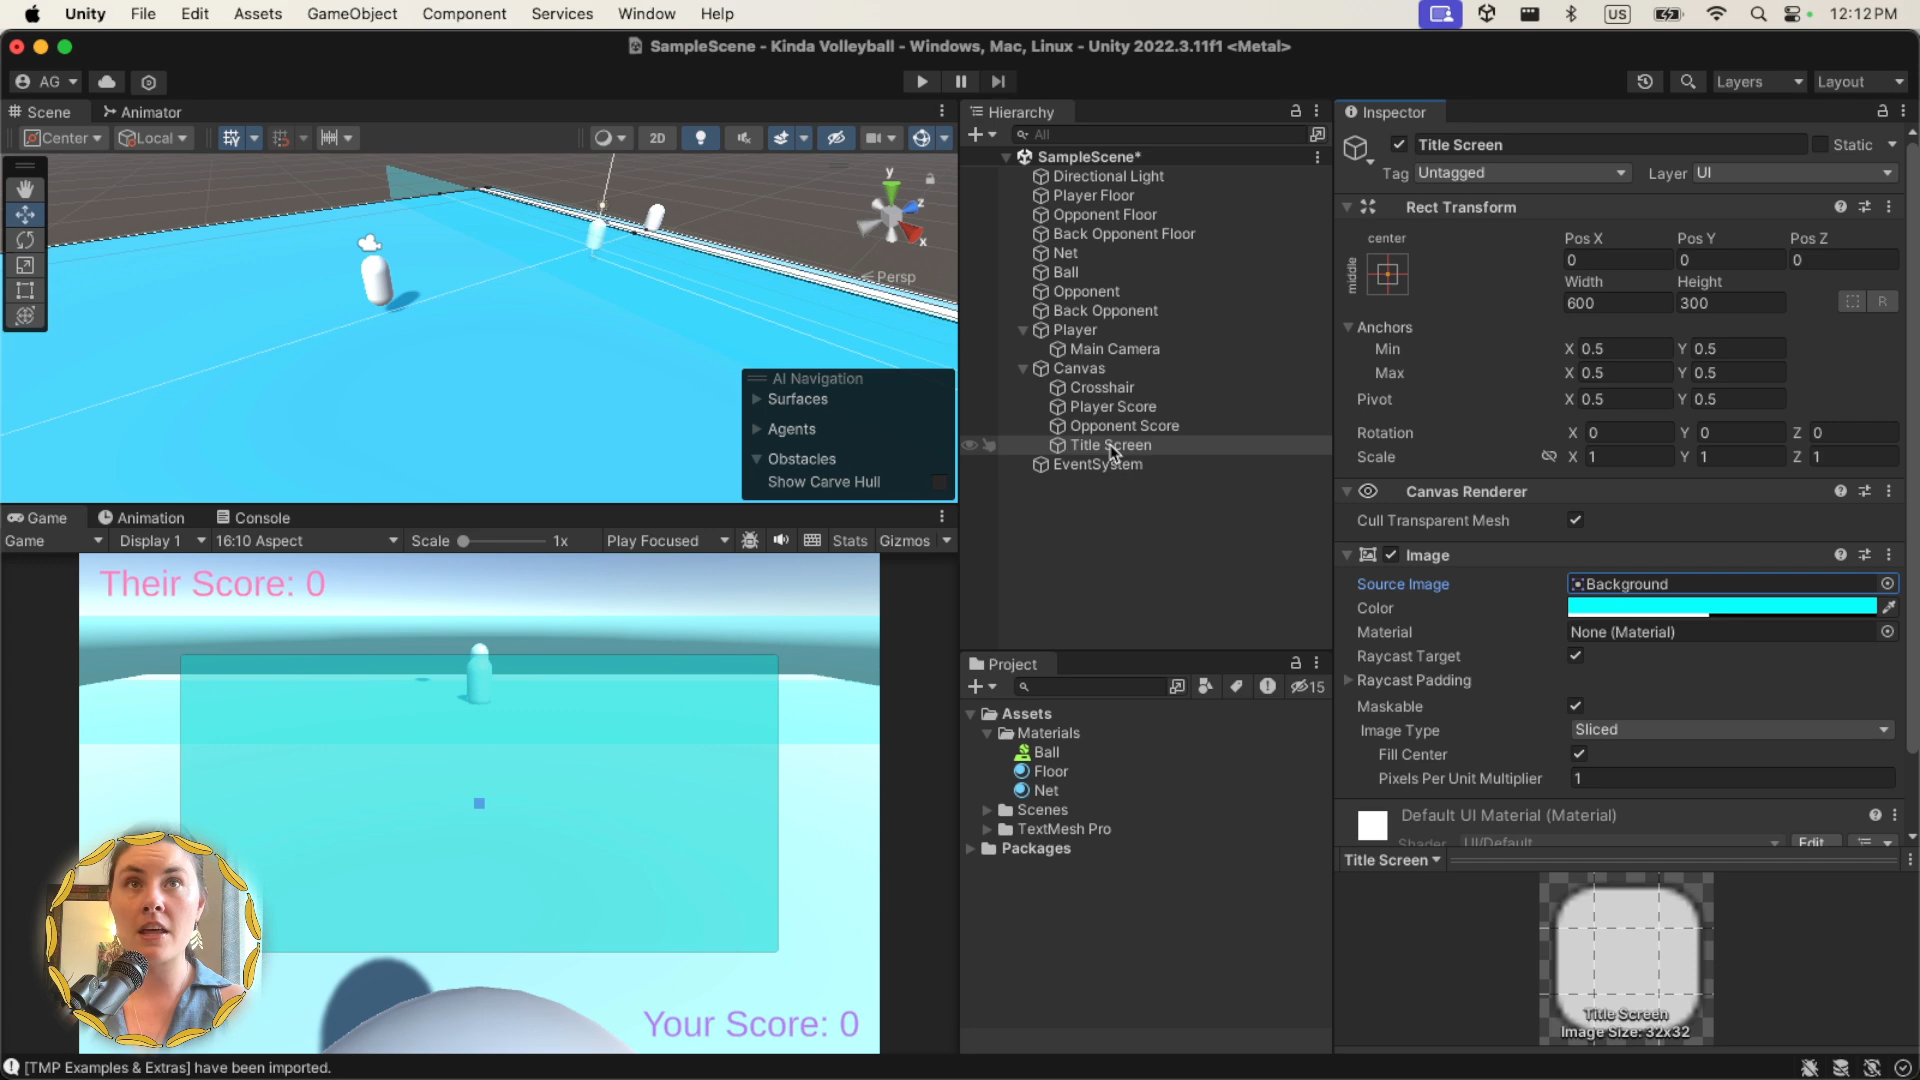 Unity File Edit Assets GameObject Component Services Window Help US 12:12 PM
SampleScene - Kinda Volleyball - Windows, Mac, Linux - Unity 2022.3.11f1 <Metal>
AG Layers Layout
Scene Animator
Center Local 2D
y
z
x
Persp
AI Navigation
Surfaces
Agents
Obstacles
Show Carve Hull
Game Animation Console
Game Display 1 16:10 Aspect Scale 1x Play Focused Stats Gizmos
Their Score: 0
Your Score: 0
[TMP Examples & Extras] have been imported.
Hierarchy
All
SampleScene*
Directional Light
Player Floor
Opponent Floor
Back Opponent Floor
Net
Ball
Opponent
Back Opponent
Player
Main Camera
Canvas
Crosshair
Player Score
Opponent Score
Title Screen
EventSystem
Project
15
Assets
Materials
Ball
Floor
Net
Scenes
TextMesh Pro
Packages
Inspector
Title Screen Static
Tag Untagged Layer UI
Rect Transform
center
middle
Pos X Pos Y Pos Z
0 0 0
Width Height
600 300 R
Anchors
Min X 0.5 Y 0.5
Max X 0.5 Y 0.5
Pivot X 0.5 Y 0.5
Rotation X 0 Y 0 Z 0
Scale X 1 Y 1 Z 1
Canvas Renderer
Cull Transparent Mesh
Image
Source Image Background
Color
Material None (Material)
Raycast Target
Raycast Padding
Maskable
Image Type Sliced
Fill Center
Pixels Per Unit Multiplier 1
Default UI Material (Material)
Shader UI/Default Edit
Title Screen
Title Screen
Image Size: 32x32